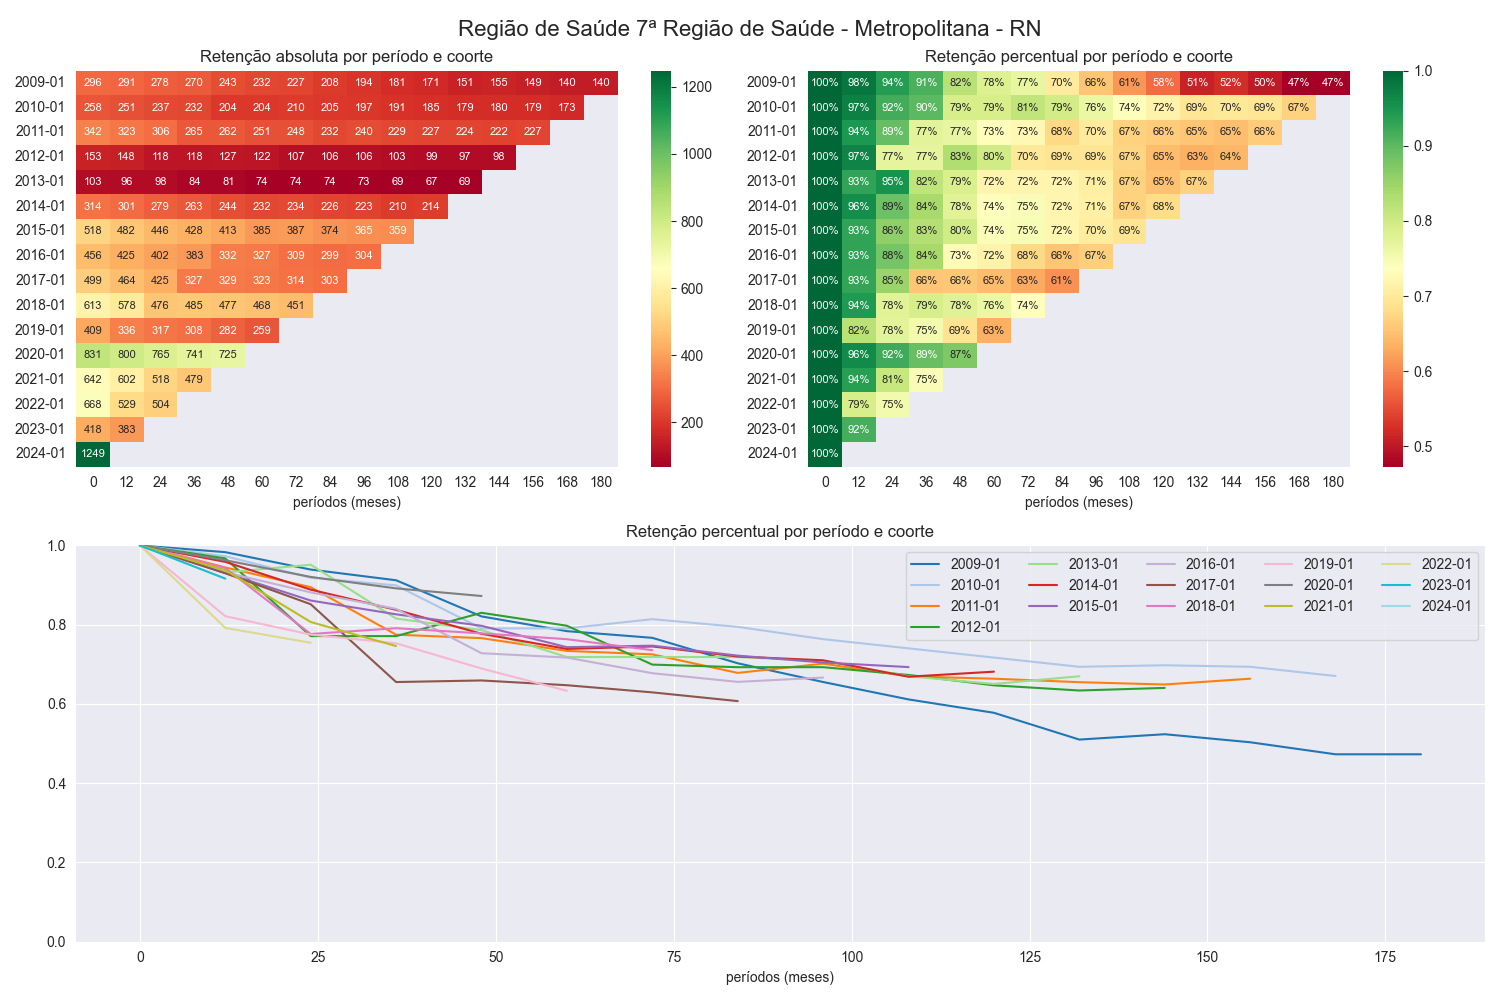 Região de Saúde 7ª Região de Saúde - Metropolitana - RN
Retenção absoluta por período e coorte
2009-01 296 291 278 270 243 232 227 208 194 181 171 151 155 149 140 140
2010-01 258 251 237 232 204 204 210 205 197 191 185 179 180 179 173
2011-01 342 323 306 265 262 251 248 232 240 229 227 224 222 227
2012-01 153 148 118 118 127 122 107 106 106 103 99 97 98
2013-01 103 96 98 84 81 74 74 74 73 69 67 69
2014-01 314 301 279 263 244 232 234 226 223 210 214
2015-01 518 482 446 428 413 385 387 374 365 359
2016-01 456 425 402 383 332 327 309 299 304
2017-01 499 464 425 327 329 323 314 303
2018-01 613 578 476 485 477 468 451
2019-01 409 336 317 308 282 259
2020-01 831 800 765 741 725
2021-01 642 602 518 479
2022-01 668 529 504
2023-01 418 383
2024-01 1249
0 12 24 36 48 60 72 84 96 108 120 132 144 156 168 180
períodos (meses)
1200
1000
800
600
400
200
Retenção percentual por período e coorte
2009-01 100% 98% 94% 91% 82% 78% 77% 70% 66% 61% 58% 51% 52% 50% 47% 47%
2010-01 100% 97% 92% 90% 79% 79% 81% 79% 76% 74% 72% 69% 70% 69% 67%
2011-01 100% 94% 89% 77% 77% 73% 73% 68% 70% 67% 66% 65% 65% 66%
2012-01 100% 97% 77% 77% 83% 80% 70% 69% 69% 67% 65% 63% 64%
2013-01 100% 93% 95% 82% 79% 72% 72% 72% 71% 67% 65% 67%
2014-01 100% 96% 89% 84% 78% 74% 75% 72% 71% 67% 68%
2015-01 100% 93% 86% 83% 80% 74% 75% 72% 70% 69%
2016-01 100% 93% 88% 84% 73% 72% 68% 66% 67%
2017-01 100% 93% 85% 66% 66% 65% 63% 61%
2018-01 100% 94% 78% 79% 78% 76% 74%
2019-01 100% 82% 78% 75% 69% 63%
2020-01 100% 96% 92% 89% 87%
2021-01 100% 94% 81% 75%
2022-01 100% 79% 75%
2023-01 100% 92%
2024-01 100%
0 12 24 36 48 60 72 84 96 108 120 132 144 156 168 180
períodos (meses)
1.0
0.9
0.8
0.7
0.6
0.5
Retenção percentual por período e coorte
1.0
0.8
0.6
0.4
0.2
0.0
2009-01 2013-01 2016-01 2019-01 2022-01
2010-01 2014-01 2017-01 2020-01 2023-01
2011-01 2015-01 2018-01 2021-01 2024-01
2012-01
0 25 50 75 100 125 150 175
períodos (meses)